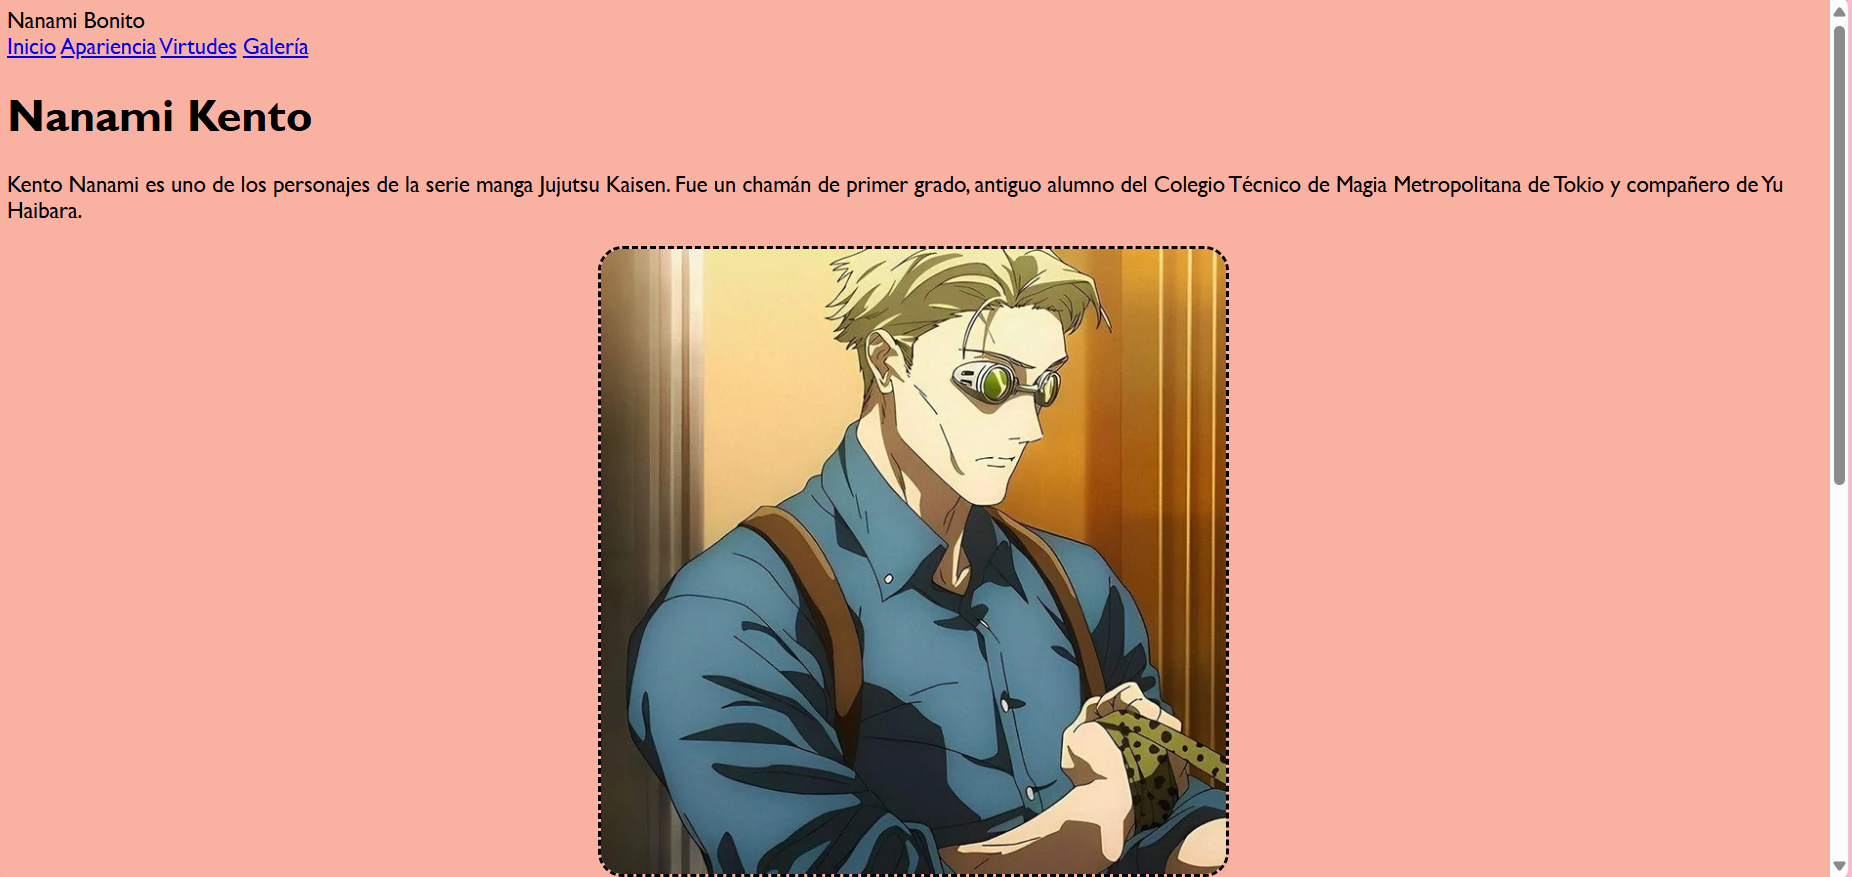 Nanami Bonito
Inicio Apariencia Virtudes Galería
Nanami Kento
Kento Nanami es uno de los personajes de la serie manga Jujutsu Kaisen. Fue un chamán de primer grado, antiguo alumno del Colegio Técnico de Magia Metropolitana de Tokio y compañero de Yu
Haibara.